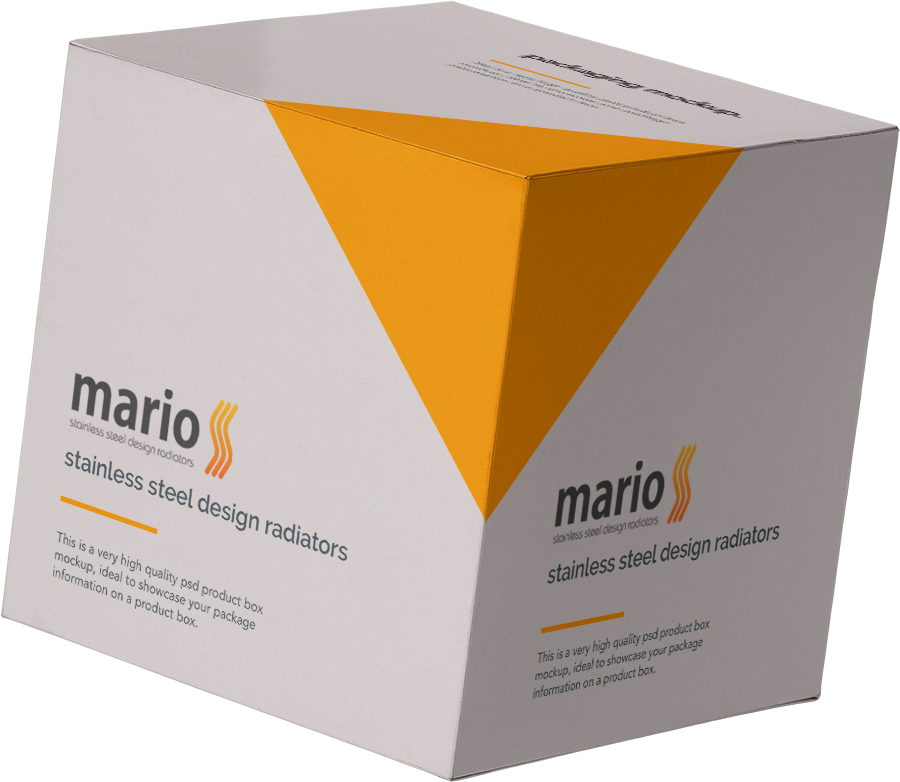 packaging mockup
mario
stainless steel design radiators
stainless steel design radiators
This is a very high quality psd product box
mockup, ideal to showcase your package
information on a product box.
mario
stainless steel design radiators
stainless steel design radiators
This is a very high quality psd product box
mockup, ideal to showcase your package
information on a product box.